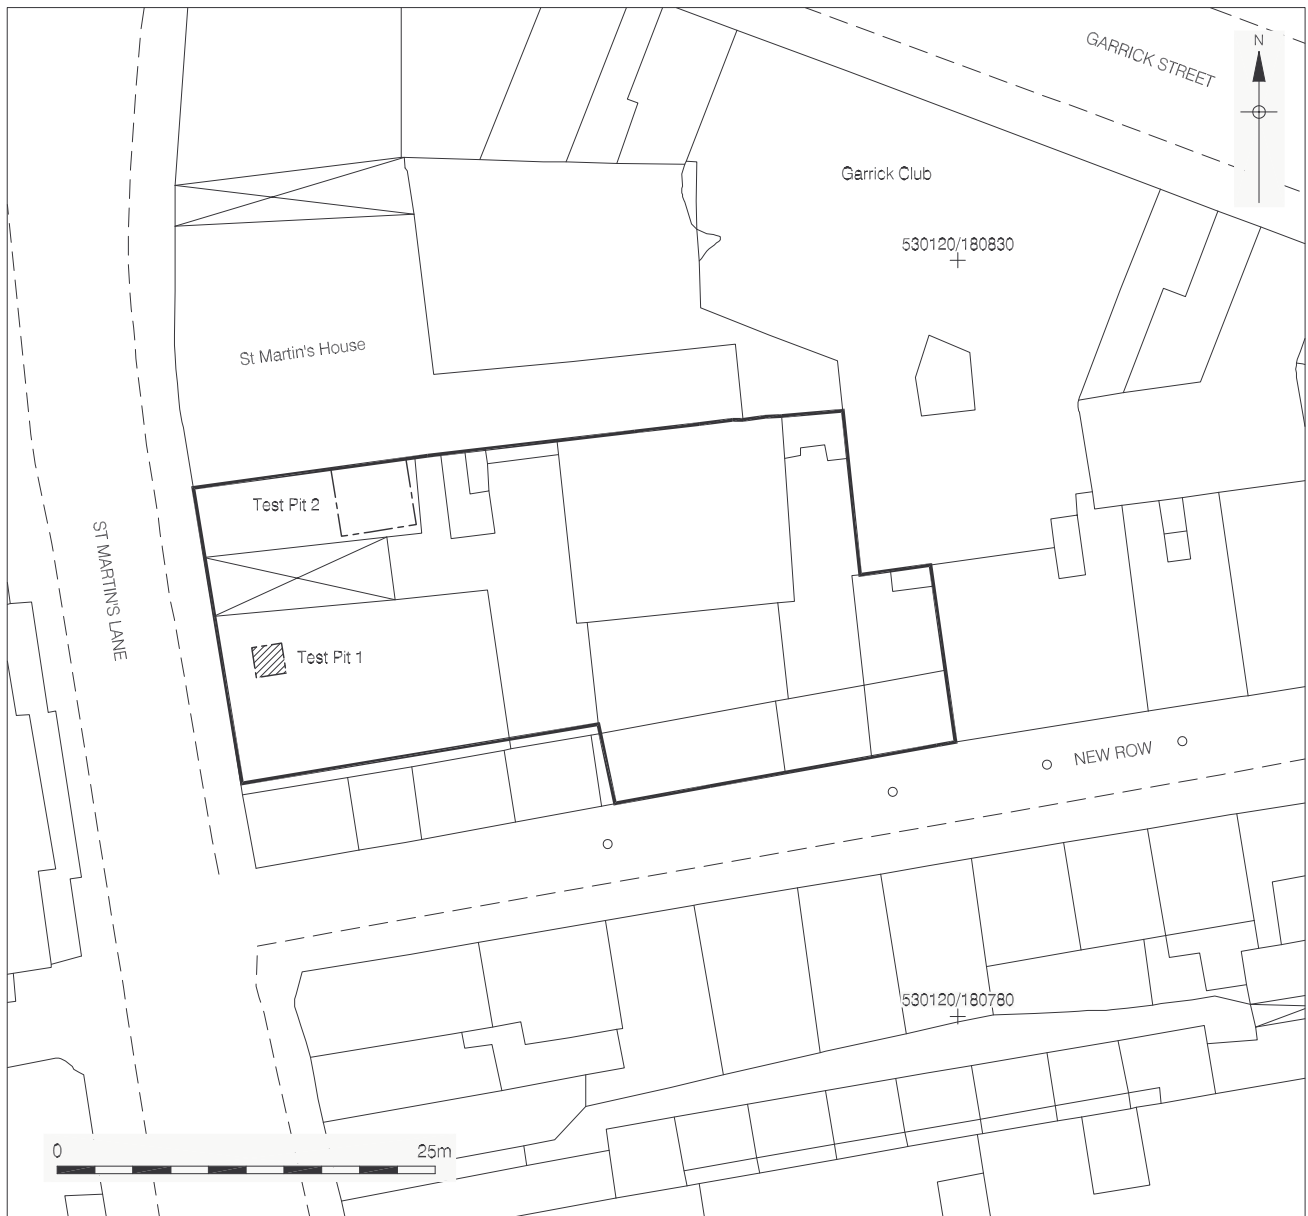 GARRICK STREET
N
Garrick Club
530120/180830
St Martin's House
Test Pit 2
ST MARTIN'S LANE
Test Pit 1
NEW ROW
530120/180780
0 25m